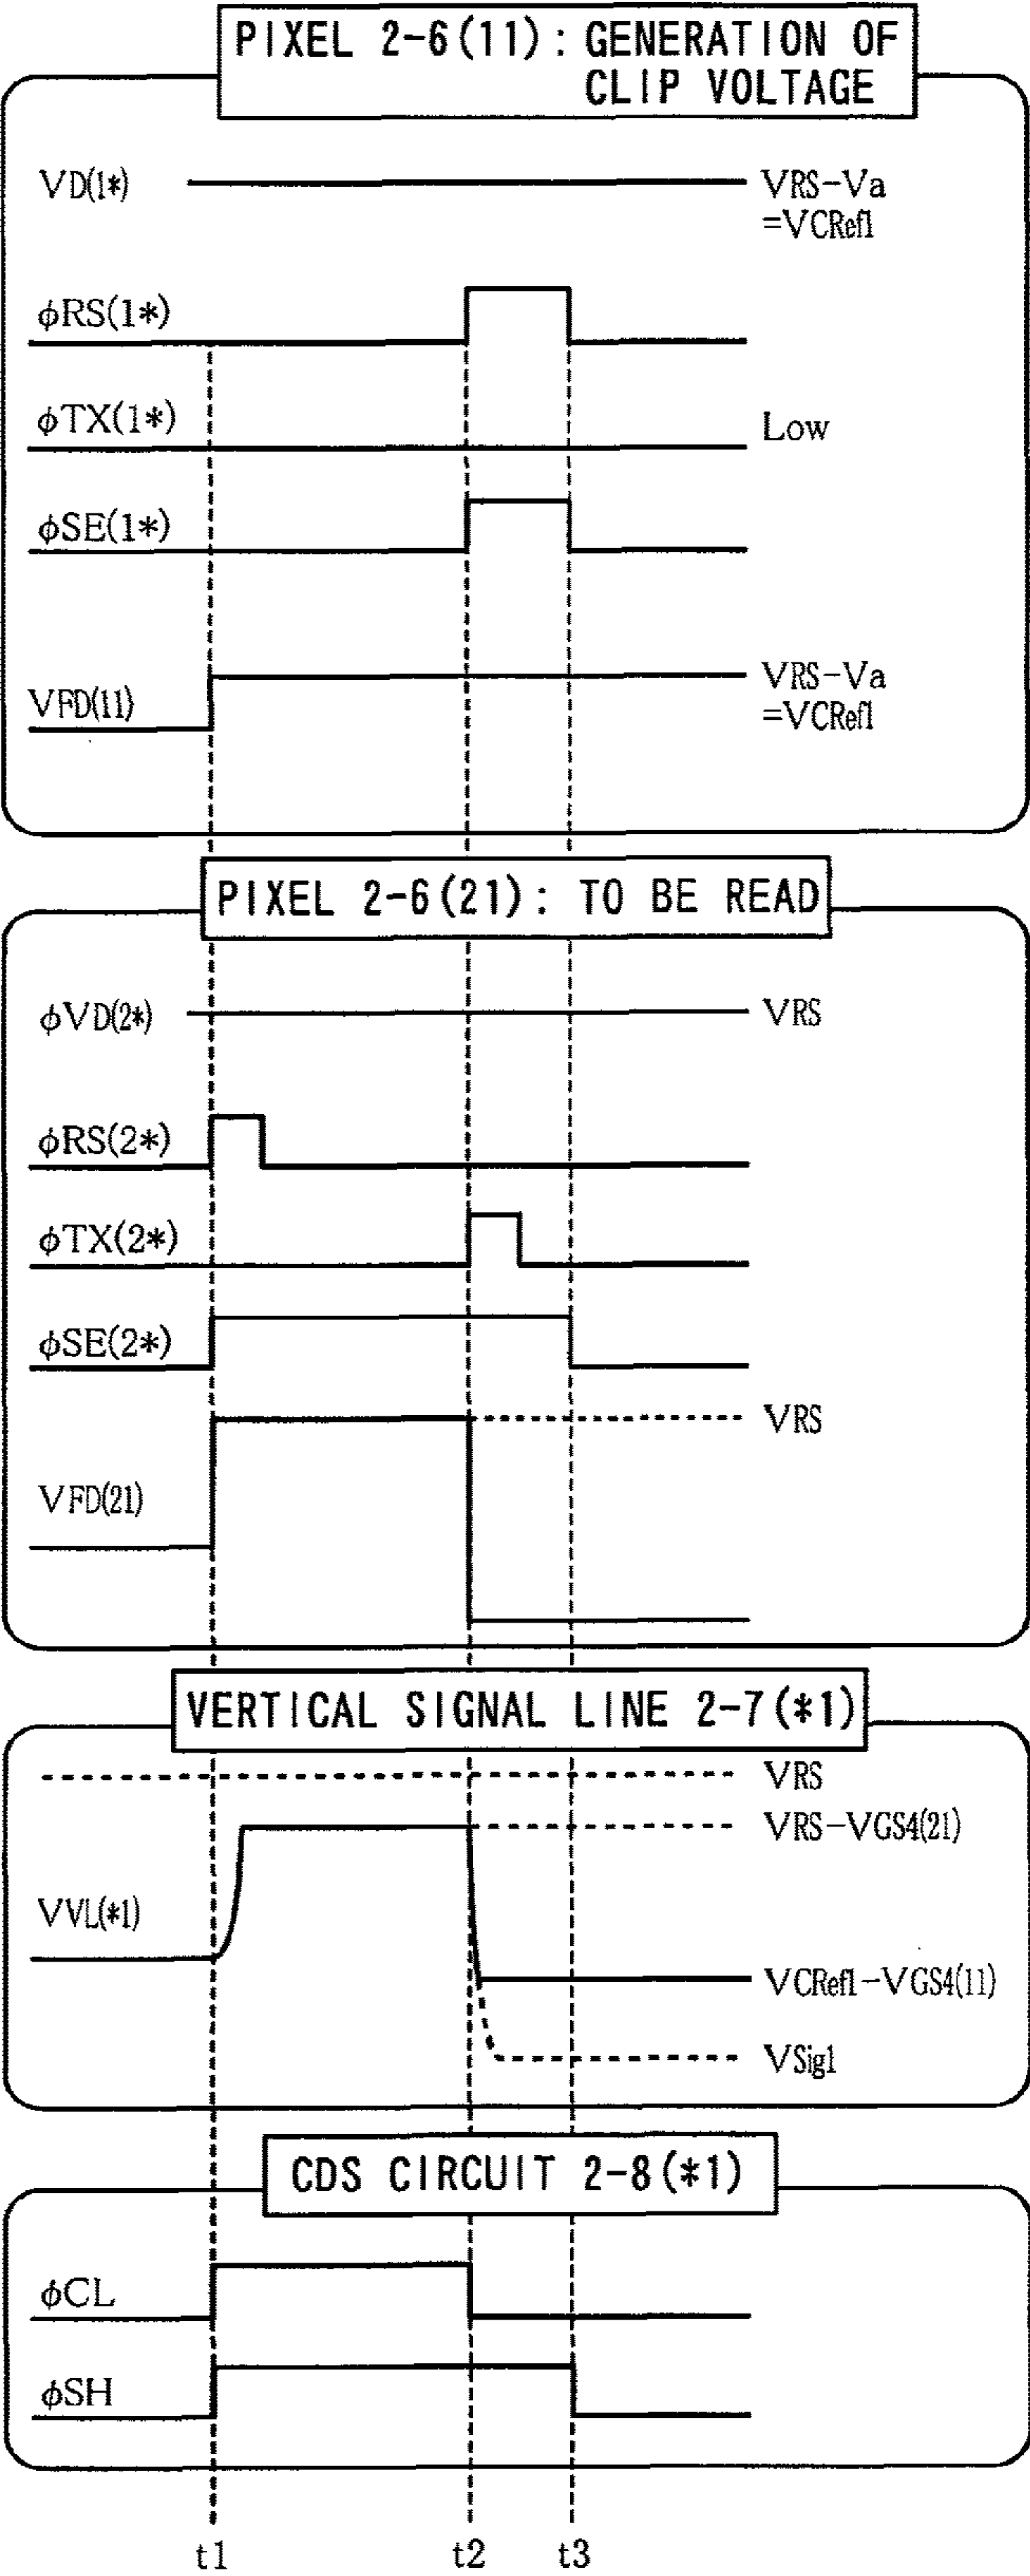 PIXEL 2-6(11): GENERATION OF
CLIP VOLTAGE
VD(1*)
VRS-Va
=VCRef1
φRS(1*)
φTX(1*)
Low
φSE(1*)
VFD(11)
VRS-Va
=VCRef1
PIXEL 2-6(21): TO BE READ
φVD(2*)
VRS
φRS(2*)
φTX(2*)
φSE(2*)
VRS
VFD(21)
VERTICAL SIGNAL LINE 2-7(*1)
VRS
VRS-VGS4(21)
VVL(*1)
VCRef1-VGS4(11)
VSig1
CDS CIRCUIT 2-8(*1)
φCL
φSH
t1 t2 t3